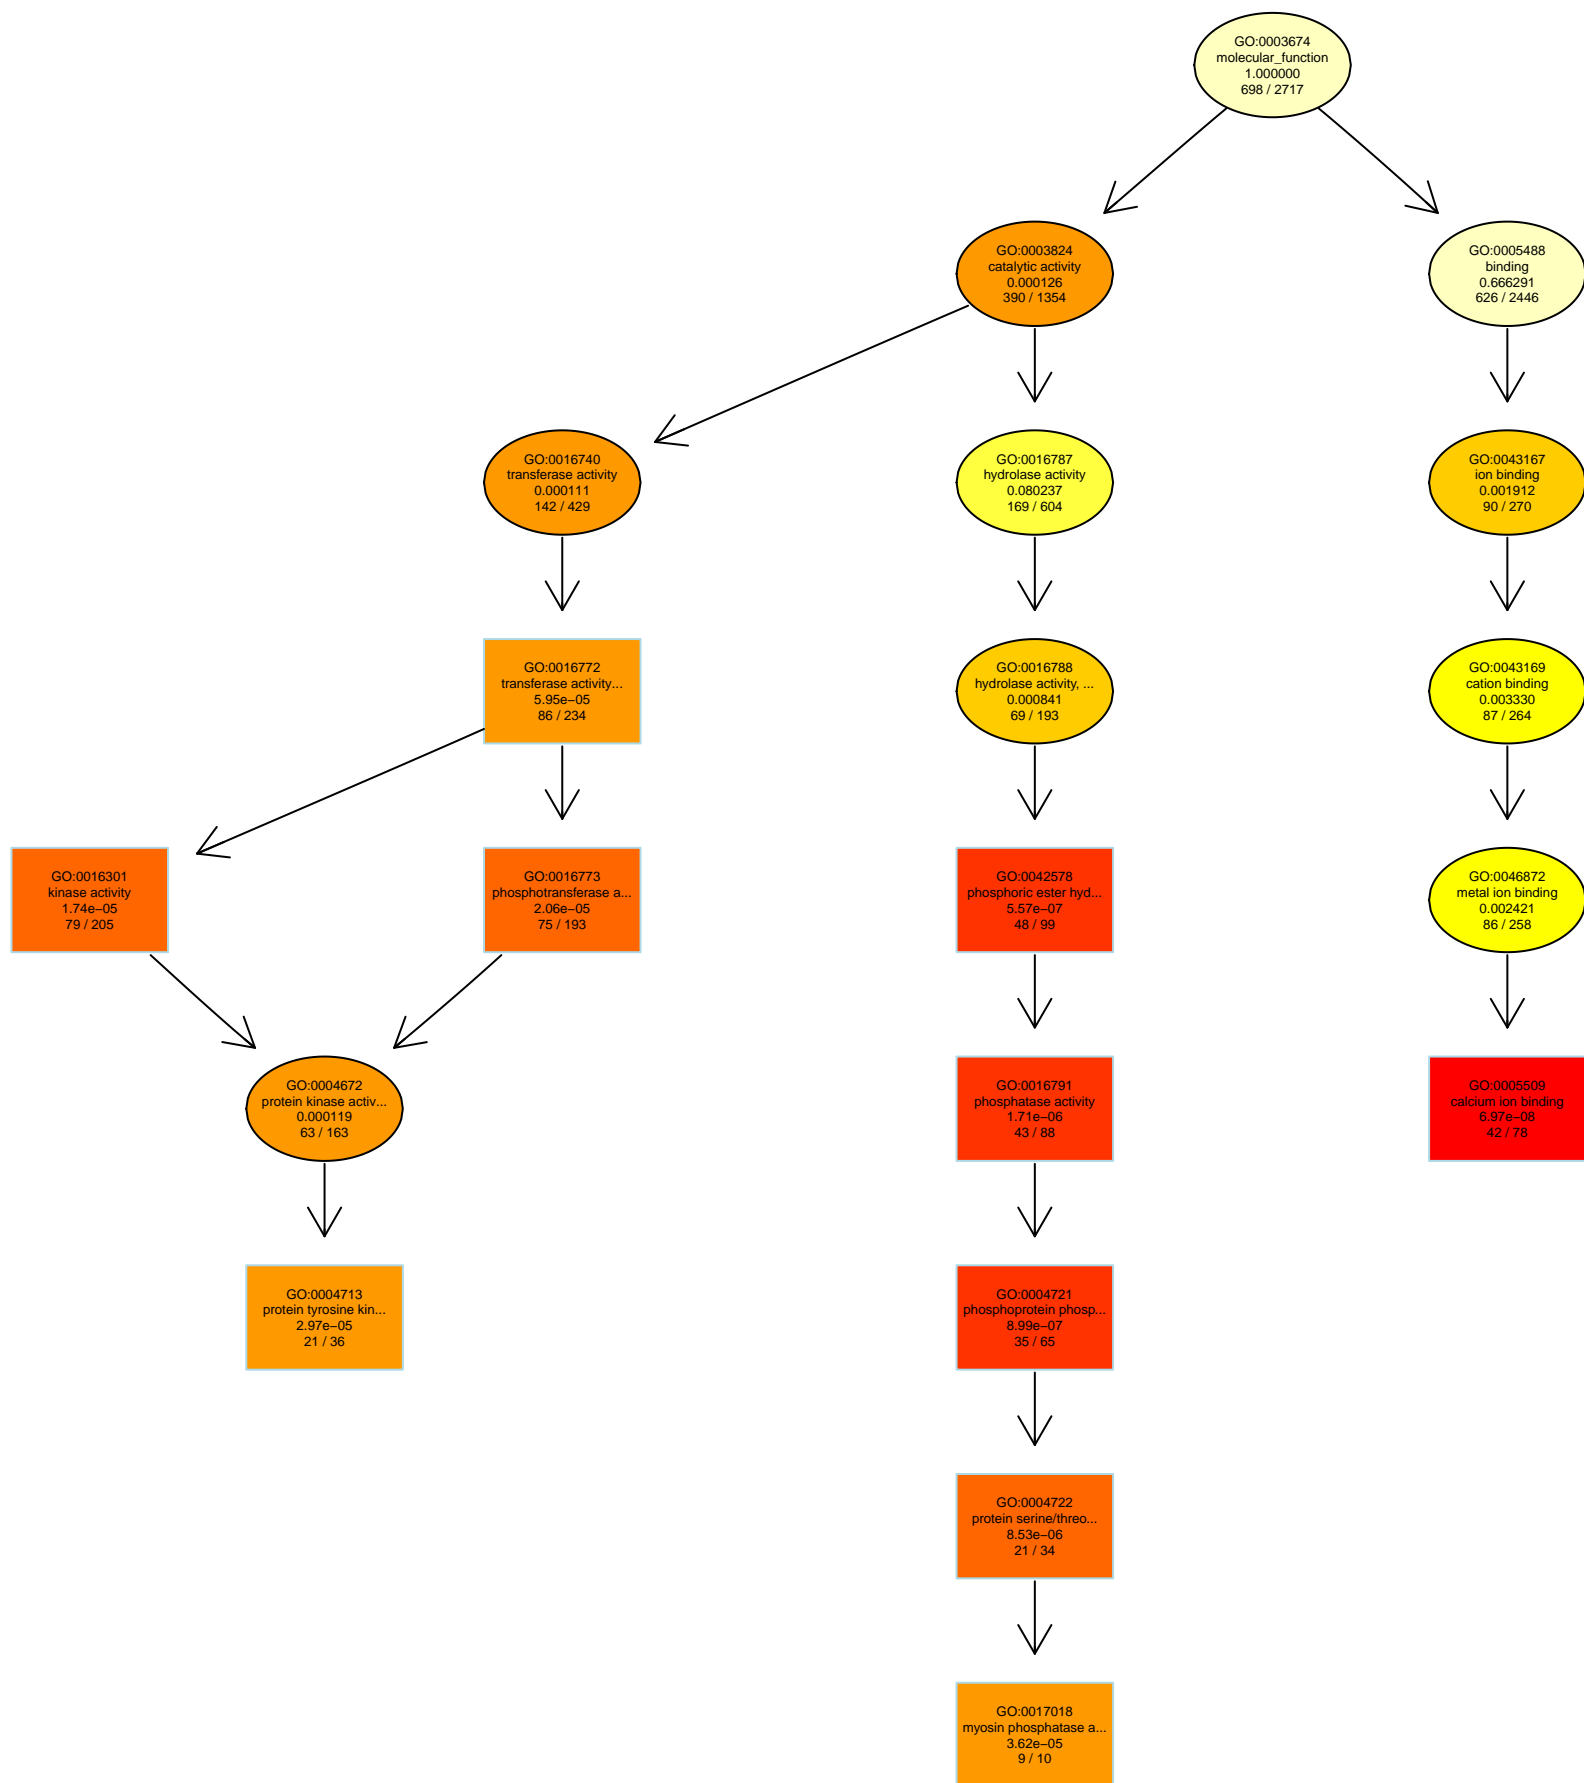 GO:0003674
molecular_function
1.000000
698 / 2717
GO:0003824
catalytic activity
0.000126
390 / 1354
GO:0005488
binding
0.666291
626 / 2446
GO:0016740
transferase activity
0.000111
142 / 429
GO:0016787
hydrolase activity
0.080237
169 / 604
GO:0043167
ion binding
0.001912
90 / 270
GO:0016772
transferase activity...
5.95e−05
86 / 234
GO:0016788
hydrolase activity, ...
0.000841
69 / 193
GO:0043169
cation binding
0.003330
87 / 264
GO:0016301
kinase activity
1.74e−05
79 / 205
GO:0016773
phosphotransferase a...
2.06e−05
75 / 193
GO:0042578
phosphoric ester hyd...
5.57e−07
48 / 99
GO:0046872
metal ion binding
0.002421
86 / 258
GO:0004672
protein kinase activ...
0.000119
63 / 163
GO:0016791
phosphatase activity
1.71e−06
43 / 88
GO:0005509
calcium ion binding
6.97e−08
42 / 78
GO:0004713
protein tyrosine kin...
2.97e−05
21 / 36
GO:0004721
phosphoprotein phosp...
8.99e−07
35 / 65
GO:0004722
protein serine/threo...
8.53e−06
21 / 34
GO:0017018
myosin phosphatase a...
3.62e−05
9 / 10